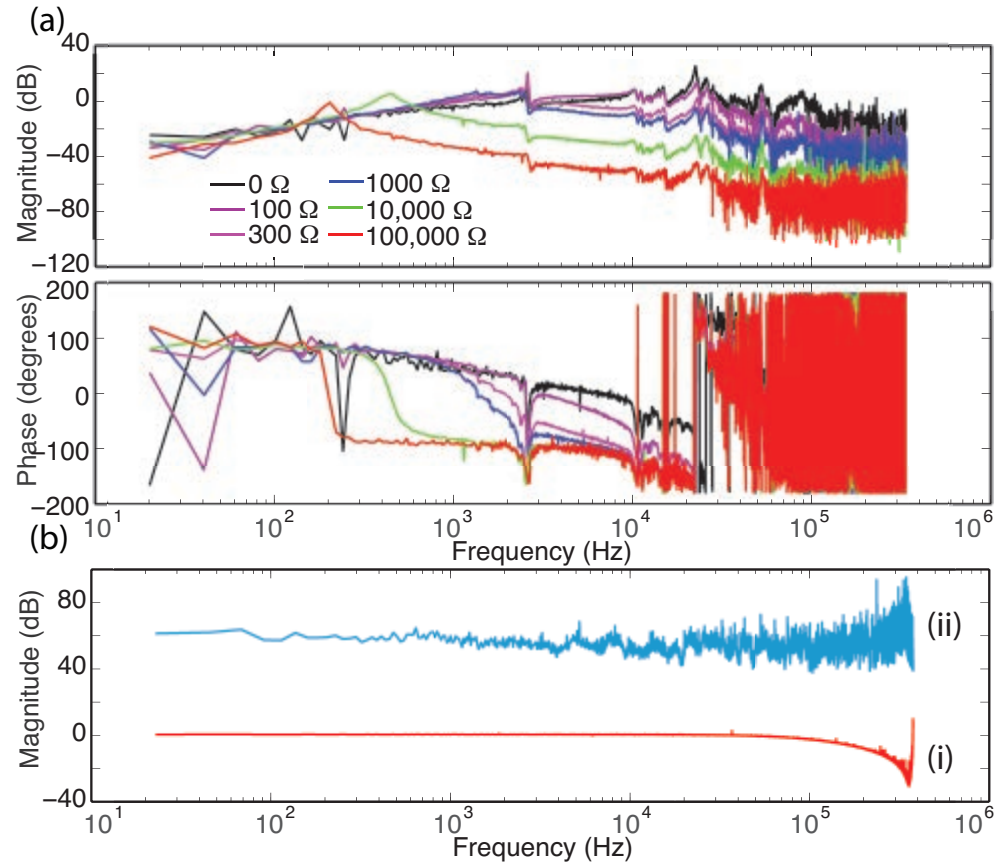 (a)
Magnitude (dB)
40
0
−40
−80
−120
0 Ω
100 Ω
300 Ω
1000 Ω
10,000 Ω
100,000 Ω
Phase (degrees)
200
100
0
−100
−200
10¹ 10² 10³ 10⁴ 10⁵ 10⁶
Frequency (Hz)
(b)
Magnitude (dB)
80
40
0
−40
(ii)
(i)
10¹ 10² 10³ 10⁴ 10⁵ 10⁶
Frequency (Hz)